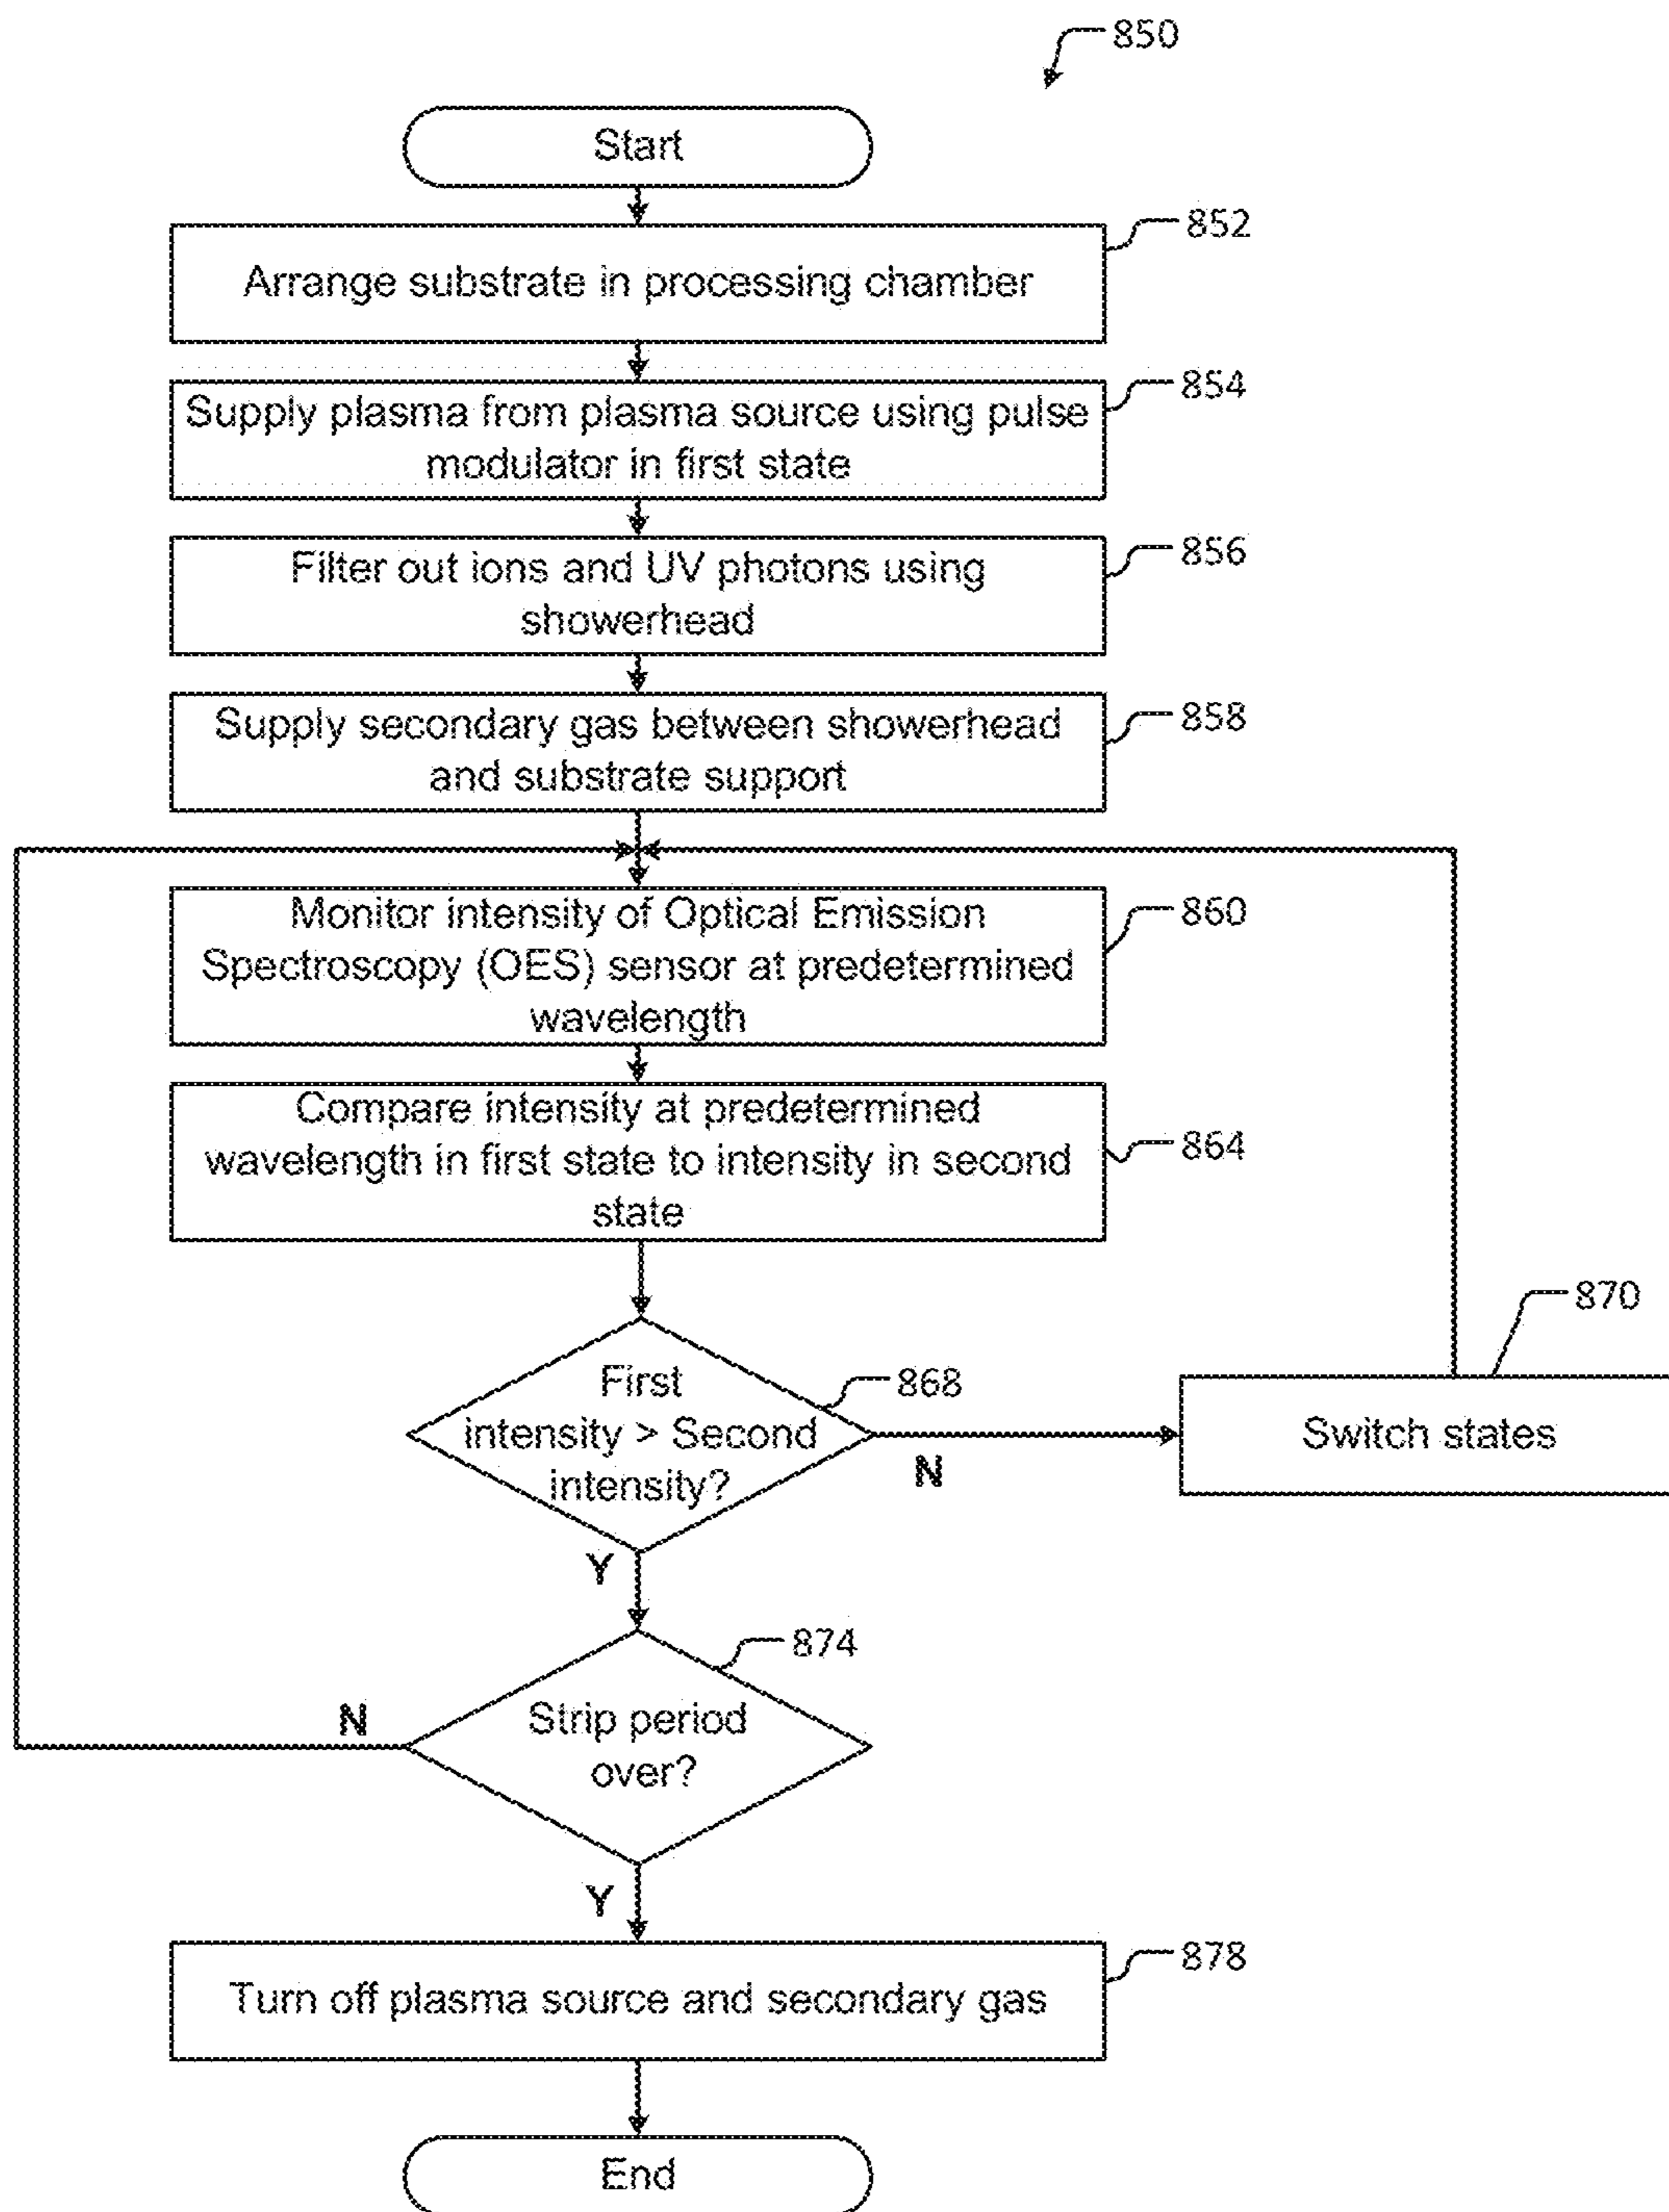 850
Start
852
Arrange substrate in processing chamber
854
Supply plasma from plasma source using pulse
modulator in first state
856
Filter out ions and UV photons using
showerhead
858
Supply secondary gas between showerhead
and substrate support
860
Monitor intensity of Optical Emission
Spectroscopy (OES) sensor at predetermined
wavelength
864
Compare intensity at predetermined
wavelength in first state to intensity in second
state
868
First
intensity > Second
intensity?
N
870
Switch states
Y
874
Strip period
over?
N
Y
878
Turn off plasma source and secondary gas
End